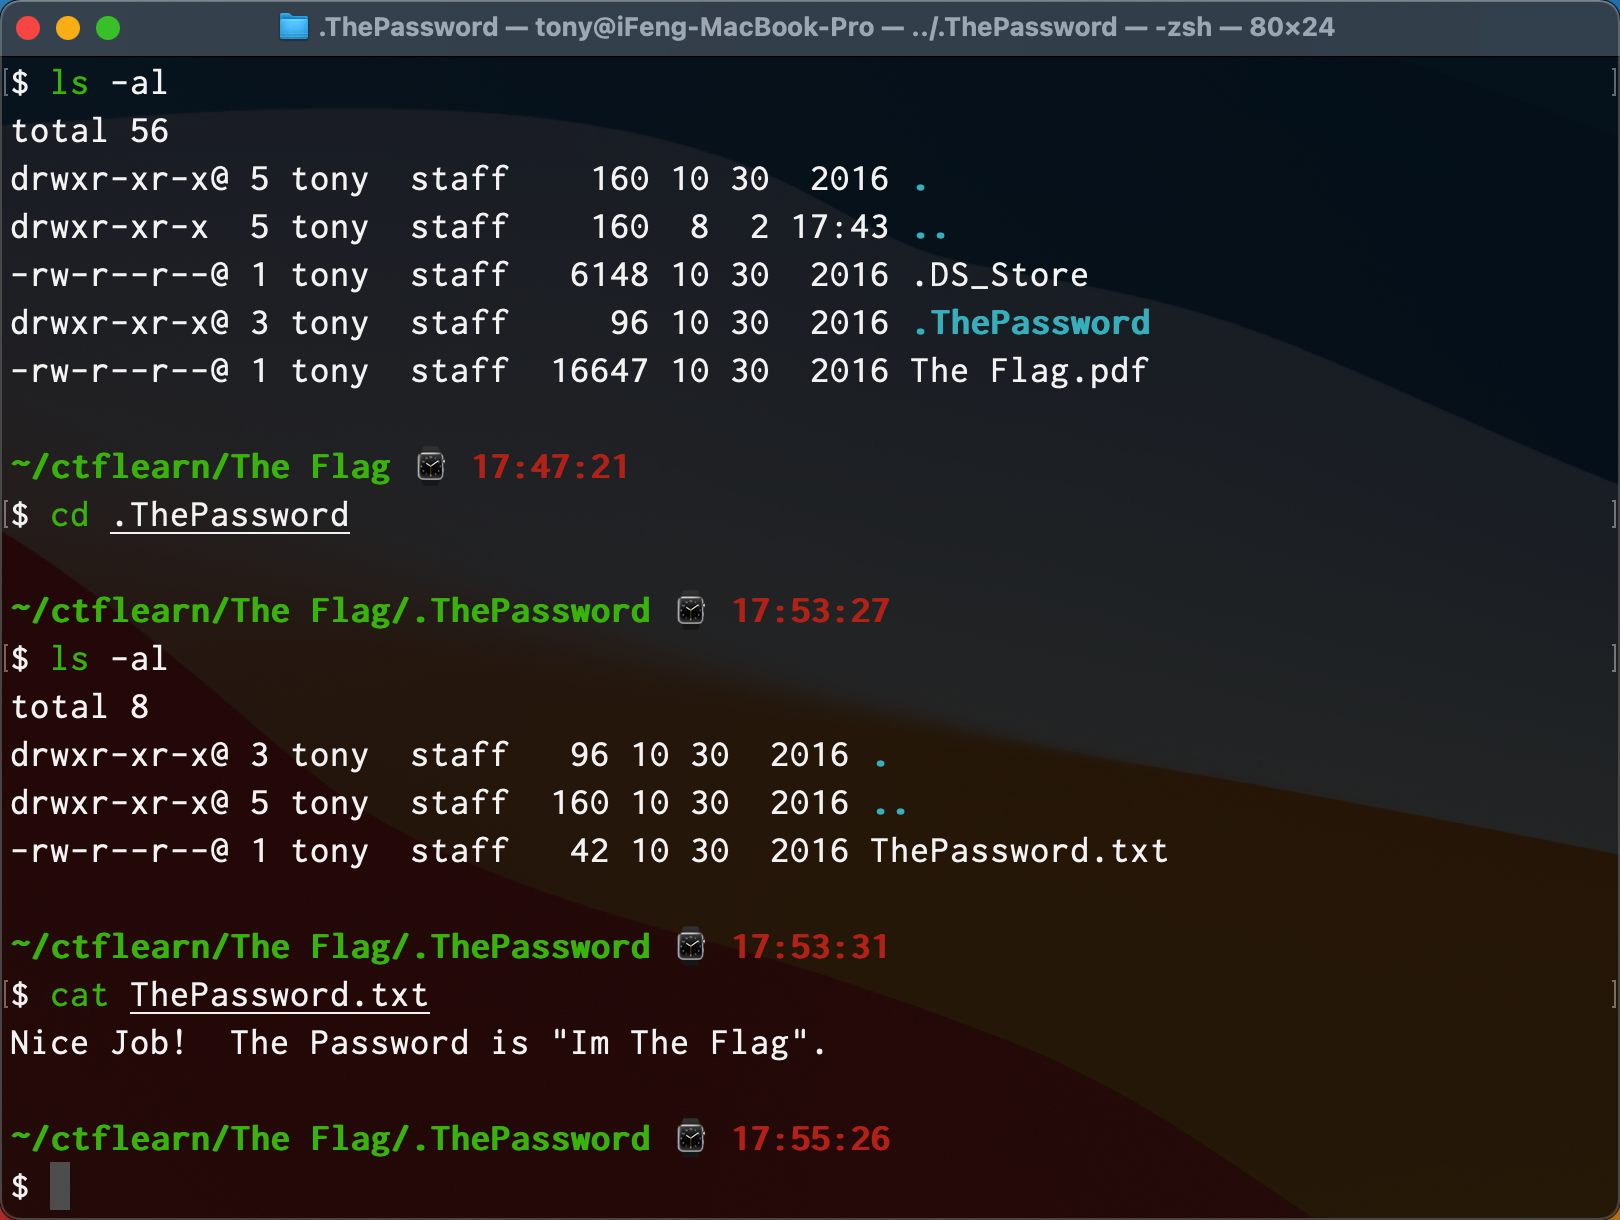 .ThePassword — tony@iFeng-MacBook-Pro — ../.ThePassword — -zsh — 80×24
$ ls -al
total 56
drwxr-xr-x@ 5 tony  staff    160 10 30  2016 .
drwxr-xr-x  5 tony  staff    160  8  2 17:43 ..
-rw-r--r--@ 1 tony  staff   6148 10 30  2016 .DS_Store
drwxr-xr-x@ 3 tony  staff     96 10 30  2016 .ThePassword
-rw-r--r--@ 1 tony  staff  16647 10 30  2016 The Flag.pdf
~/ctflearn/The Flag 17:47:21
$ cd .ThePassword
~/ctflearn/The Flag/.ThePassword 17:53:27
$ ls -al
total 8
drwxr-xr-x@ 3 tony  staff   96 10 30  2016 .
drwxr-xr-x@ 5 tony  staff  160 10 30  2016 ..
-rw-r--r--@ 1 tony  staff   42 10 30  2016 ThePassword.txt
~/ctflearn/The Flag/.ThePassword 17:53:31
$ cat ThePassword.txt
Nice Job!  The Password is "Im The Flag".
~/ctflearn/The Flag/.ThePassword 17:55:26
$